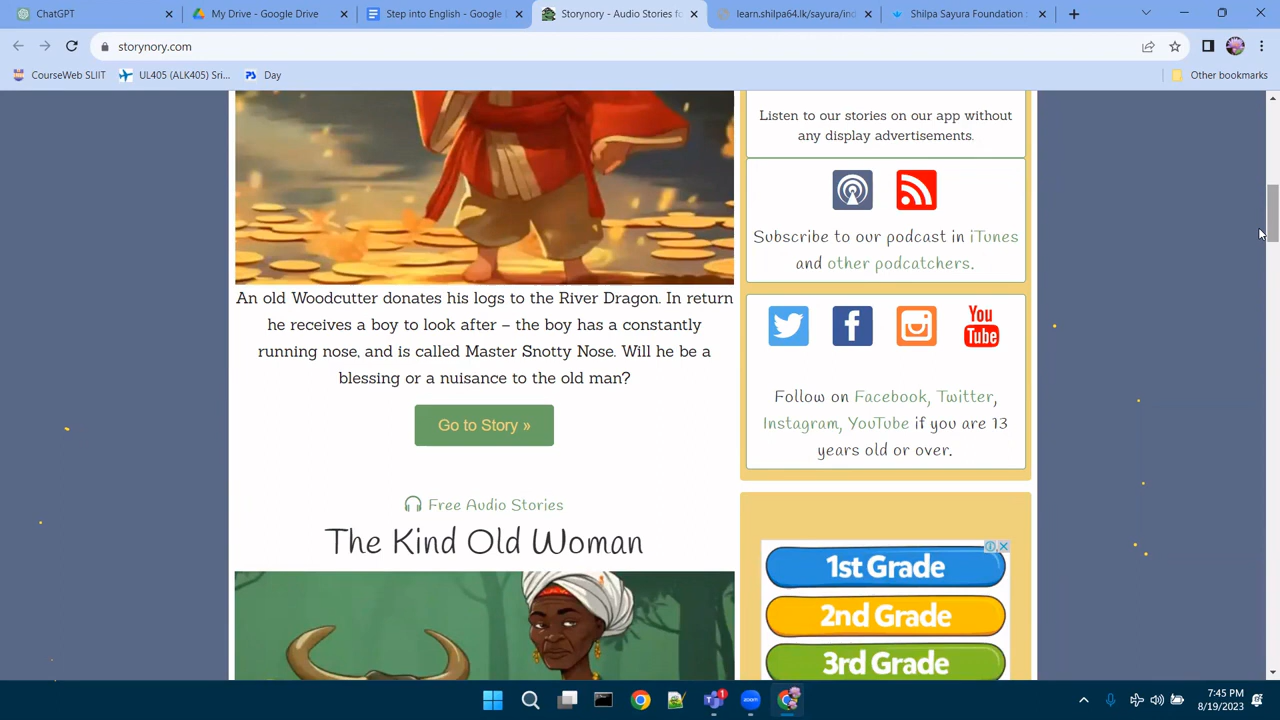 ChatGPT
My Drive - Google Drive
Step into English - Google
Storynory - Audio Stories fo
learn.shilpa64.lk/sayura/ind
Shilpa Sayura Foundation :
storynory.com
CourseWeb SLIIT
UL405 (ALK405) Sri...
PS Day
Other bookmarks
An old Woodcutter donates his logs to the River Dragon. In return
he receives a boy to look after – the boy has a constantly
running nose, and is called Master Snotty Nose. Will he be a
blessing or a nuisance to the old man?
Go to Story »
Free Audio Stories
The Kind Old Woman
Listen to our stories on our app without
any display advertisements.
Subscribe to our podcast in iTunes
and other podcatchers.
You
Tube
Follow on Facebook, Twitter,
Instagram, YouTube if you are 13
years old or over.
1st Grade
2nd Grade
3rd Grade
1
zoom
7:45 PM
8/19/2023